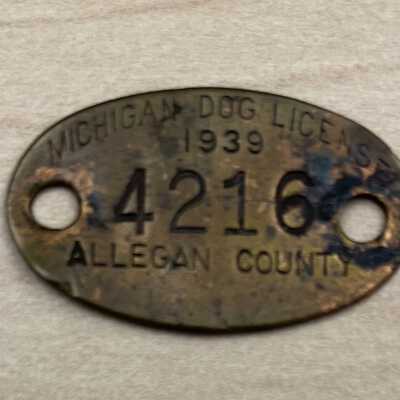 MICHIGAN DOG LICENSE
1939
4216
ALLEGAN COUNTY